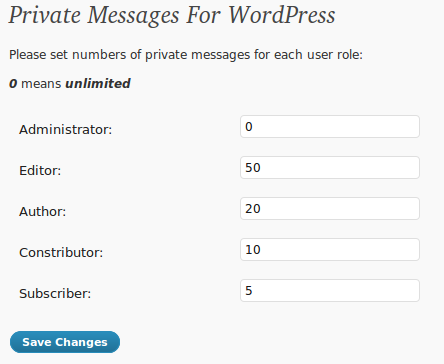 Private Messages For WordPress
Please set numbers of private messages for each user role:
0 means unlimited
Administrator: 0
Editor: 50
Author: 20
Constributor: 10
Subscriber: 5
Save Changes